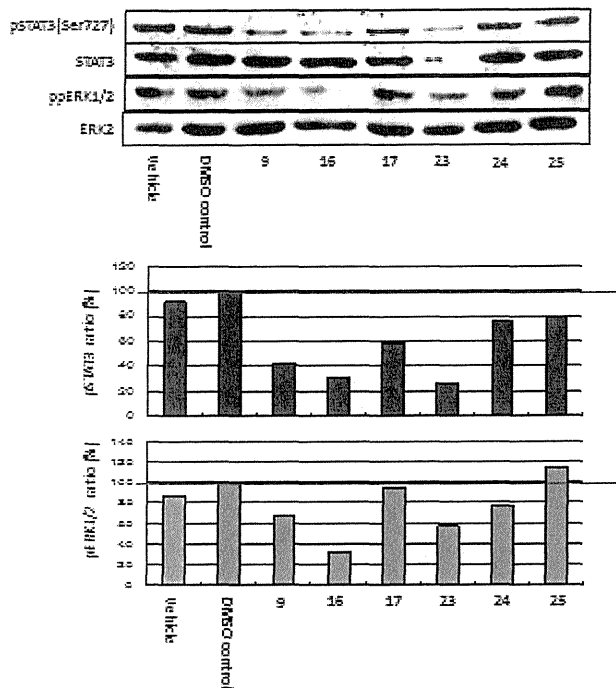 pSTAT3(Ser727)
STAT3
ppERK1/2
ERK2
Vehicle
DMSO control
9
16
17
23
24
25
pSTAT3 ratio [%]
120
100
80
60
40
20
0
pERK1/2 ratio [%]
140
120
100
80
60
40
20
0
Vehicle
DMSO control
9
16
17
23
24
25